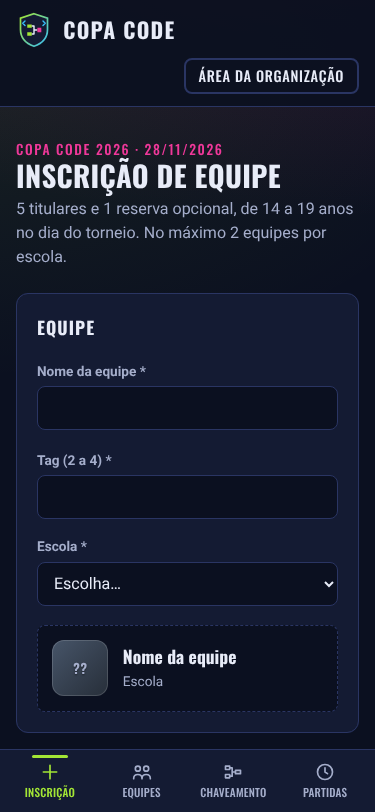 COPA CODE
ÁREA DA ORGANIZAÇÃO
COPA CODE 2026 · 28/11/2026
INSCRIÇÃO DE EQUIPE
5 titulares e 1 reserva opcional, de 14 a 19 anos
no dia do torneio. No máximo 2 equipes por
escola.
EQUIPE
Nome da equipe *
Tag (2 a 4) *
Escola *
Escolha...
??
Nome da equipe
Escola
INSCRIÇÃO
EQUIPES
CHAVEAMENTO
PARTIDAS